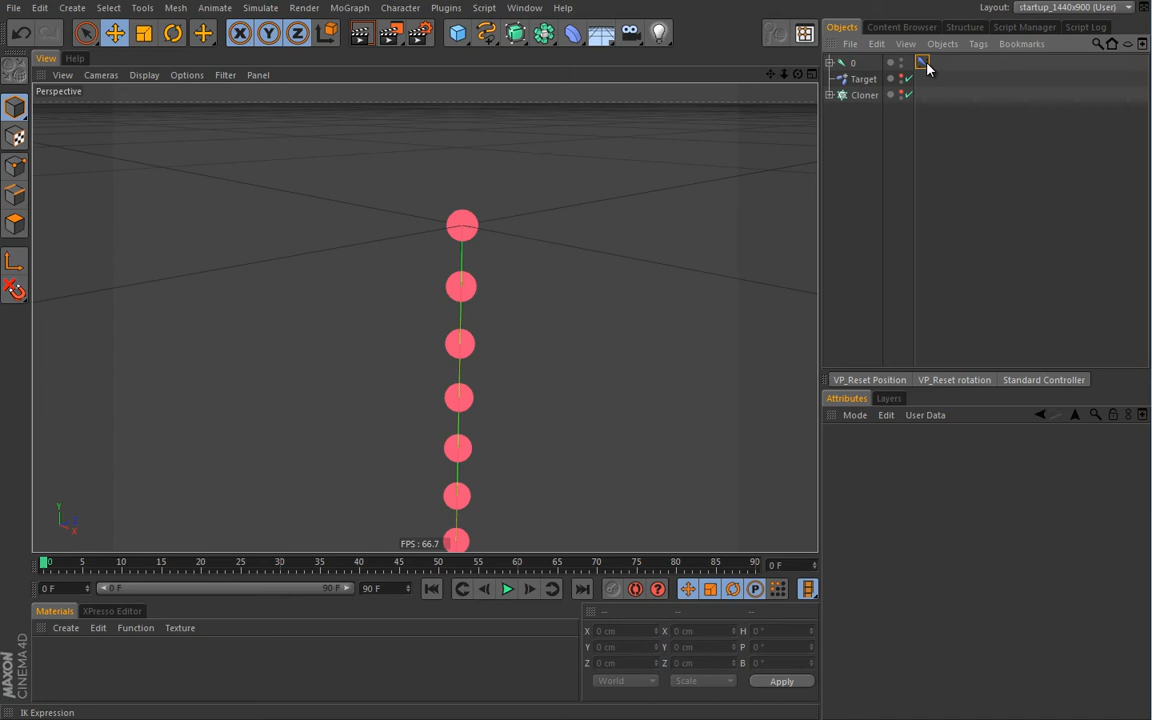 File Edit Create Select Tools Mesh Animate Simulate Render MoGraph Character Plugins Script Window Help
Layout: startup_1440x900 (User)
Objects Content Browser Structure Script Manager Script Log
File Edit View Objects Tags Bookmarks
View Help
View Cameras Display Options Filter Panel
Perspective
0
Target
Cloner
VP_Reset Position VP_Reset rotation Standard Controller
Attributes Layers
Mode Edit User Data
Y
Z
X
FPS : 66.7
0 5 10 15 20 25 30 35 40 45 50 55 60 65 70 75 80 85 90 0 F
0 F 0 F 90 F 90 F
Materials XPresso Editor
Create Edit Function Texture
-- -- --
X 0 cm X 0 cm H 0 °
Y 0 cm Y 0 cm P 0 °
Z 0 cm Z 0 cm B 0 °
World Scale Apply
MAXON
CINEMA 4D
IK Expression